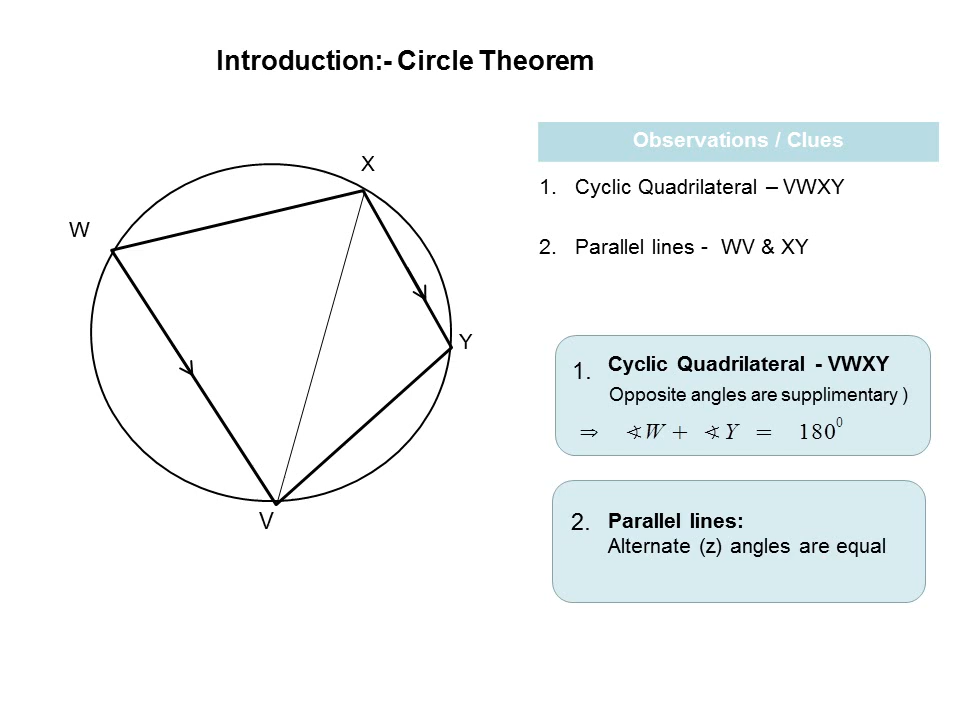 Introduction:- Circle Theorem
X
W
Y
V
Observations / Clues
1. Cyclic Quadrilateral – VWXY
2. Parallel lines - WV & XY
1. Cyclic Quadrilateral - VWXY
Opposite angles are supplimentary )
⇒ ∢W + ∢Y = 180⁰
2. Parallel lines:
Alternate (z) angles are equal